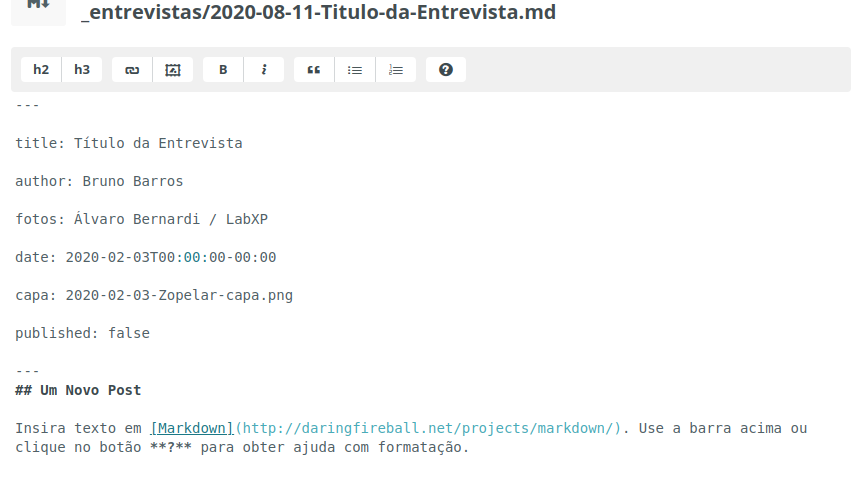 M↓
_entrevistas/2020-08-11-Titulo-da-Entrevista.md
h2 h3 B i “ ?
---
title: Título da Entrevista
author: Bruno Barros
fotos: Álvaro Bernardi / LabXP
date: 2020-02-03T00:00:00-00:00
capa: 2020-02-03-Zopelar-capa.png
published: false
---
## Um Novo Post
Insira texto em [Markdown](http://daringfireball.net/projects/markdown/). Use a barra acima ou
clique no botão **?** para obter ajuda com formatação.